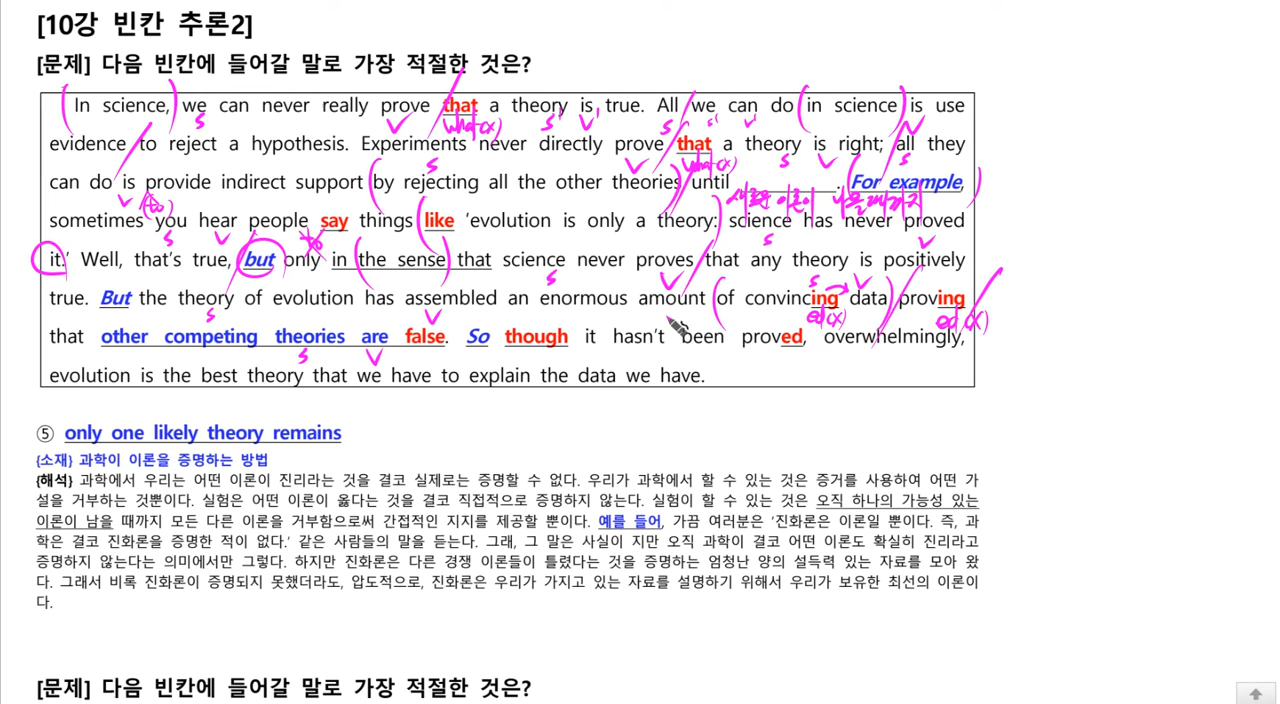 [10강 빈칸 추론2]
[문제] 다음 빈칸에 들어갈 말로 가장 적절한 것은?
In science, we can never really prove that a theory is true. All we can do in science is use
what(x)
evidence to reject a hypothesis. Experiments never directly prove that a theory is right; all they
what(x)
can do is provide indirect support by rejecting all the other theories until ________. For example,
(to) 새로운 이론이 나올때까지
sometimes you hear people say things like 'evolution is only a theory: science has never proved
to
it.' Well, that's true, but only in the sense that science never proves that any theory is positively
true. But the theory of evolution has assembled an enormous amount of convincing data proving
ed(x) ed(x)
that other competing theories are false. So though it hasn't been proved, overwhelmingly,
evolution is the best theory that we have to explain the data we have.
⑤ only one likely theory remains
{소재} 과학이 이론을 증명하는 방법
{해석} 과학에서 우리는 어떤 이론이 진리라는 것을 결코 실제로는 증명할 수 없다. 우리가 과학에서 할 수 있는 것은 증거를 사용하여 어떤 가
설을 거부하는 것뿐이다. 실험은 어떤 이론이 옳다는 것을 결코 직접적으로 증명하지 않는다. 실험이 할 수 있는 것은 오직 하나의 가능성 있는
이론이 남을 때까지 모든 다른 이론을 거부함으로써 간접적인 지지를 제공할 뿐이다. 예를 들어, 가끔 여러분은 '진화론은 이론일 뿐이다. 즉, 과
학은 결코 진화론을 증명한 적이 없다.' 같은 사람들의 말을 듣는다. 그래, 그 말은 사실이 지만 오직 과학이 결코 어떤 이론도 확실히 진리라고
증명하지 않는다는 의미에서만 그렇다. 하지만 진화론은 다른 경쟁 이론들이 틀렸다는 것을 증명하는 엄청난 양의 설득력 있는 자료를 모아 왔
다. 그래서 비록 진화론이 증명되지 못했더라도, 압도적으로, 진화론은 우리가 가지고 있는 자료를 설명하기 위해서 우리가 보유한 최선의 이론이
다.
[문제] 다음 빈칸에 들어갈 말로 가장 적절한 것은?